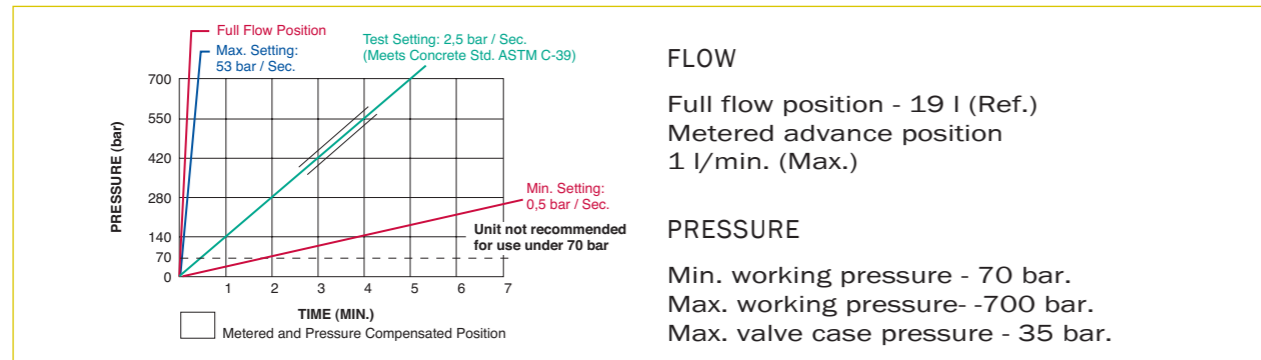 Full Flow Position
Max. Setting:
53 bar / Sec.
Test Setting: 2,5 bar / Sec.
(Meets Concrete Std. ASTM C-39)
700
550
420
280
140
70
0
PRESSURE (bar)
Min. Setting:
0,5 bar / Sec.
Unit not recommended
for use under 70 bar
1 2 3 4 5 6 7
TIME (MIN.)
Metered and Pressure Compensated Position
FLOW
Full flow position - 19 l (Ref.)
Metered advance position
1 l/min. (Max.)
PRESSURE
Min. working pressure - 70 bar.
Max. working pressure- -700 bar.
Max. valve case pressure - 35 bar.